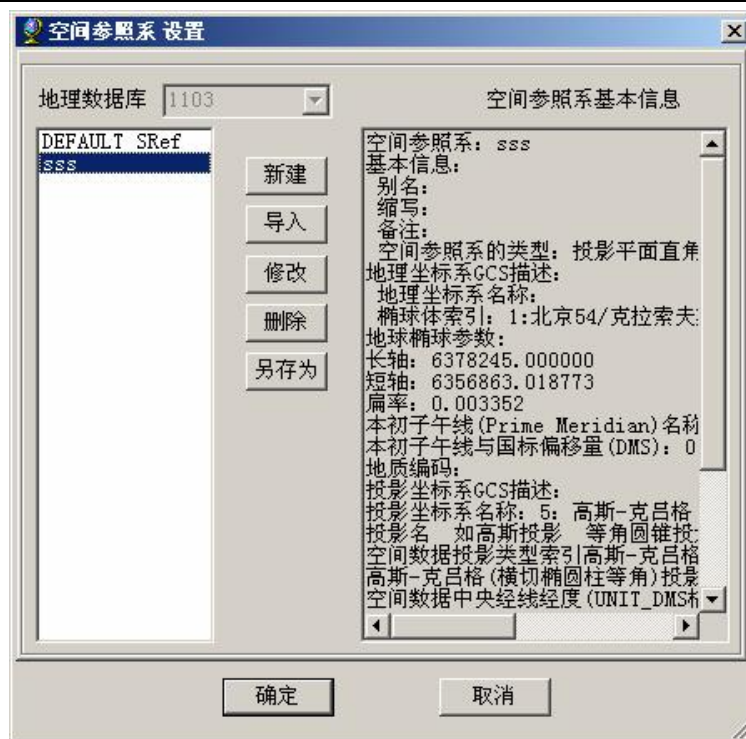 空间参照系 设置
地理数据库 1103
空间参照系基本信息
DEFAULT SRef
sss
新建
导入
修改
删除
另存为
空间参照系: sss
基本信息:
别名:
缩写:
备注:
空间参照系的类型: 投影平面直角
地理坐标系GCS描述:
地理坐标系名称:
椭球体索引: 1:北京54/克拉索夫
地球椭球参数:
长轴: 6378245.000000
短轴: 6356863.018773
扁率: 0.003352
本初子午线(Prime Meridian)名称
本初子午线与国标偏移量(DMS): 0
地质编码:
投影坐标系GCS描述:
投影坐标系名称: 5: 高斯-克吕格
投影名 如高斯投影 等角圆锥投
空间数据投影类型索引高斯-克吕格
高斯-克吕格(横切椭圆柱等角)投影
空间数据中央经线经度(UNIT_DMS
确定
取消